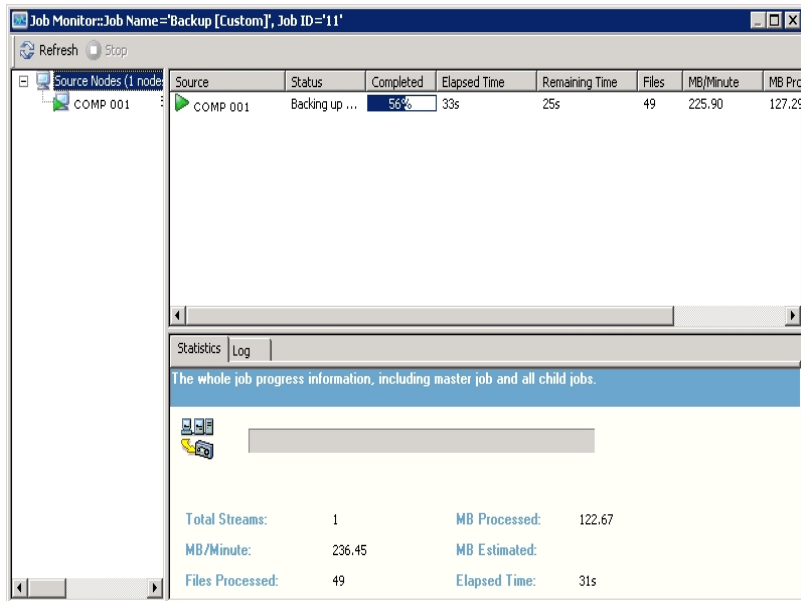 Job Monitor::Job Name='Backup [Custom]', Job ID='11'
Refresh Stop
Source Nodes (1 node
COMP 001
Source Status Completed Elapsed Time Remaining Time Files MB/Minute MB Pro
COMP 001 Backing up ... 56% 33s 25s 49 225.90 127.29
Statistics Log
The whole job progress information, including master job and all child jobs.
Total Streams: 1 MB Processed: 122.67
MB/Minute: 236.45 MB Estimated:
Files Processed: 49 Elapsed Time: 31s